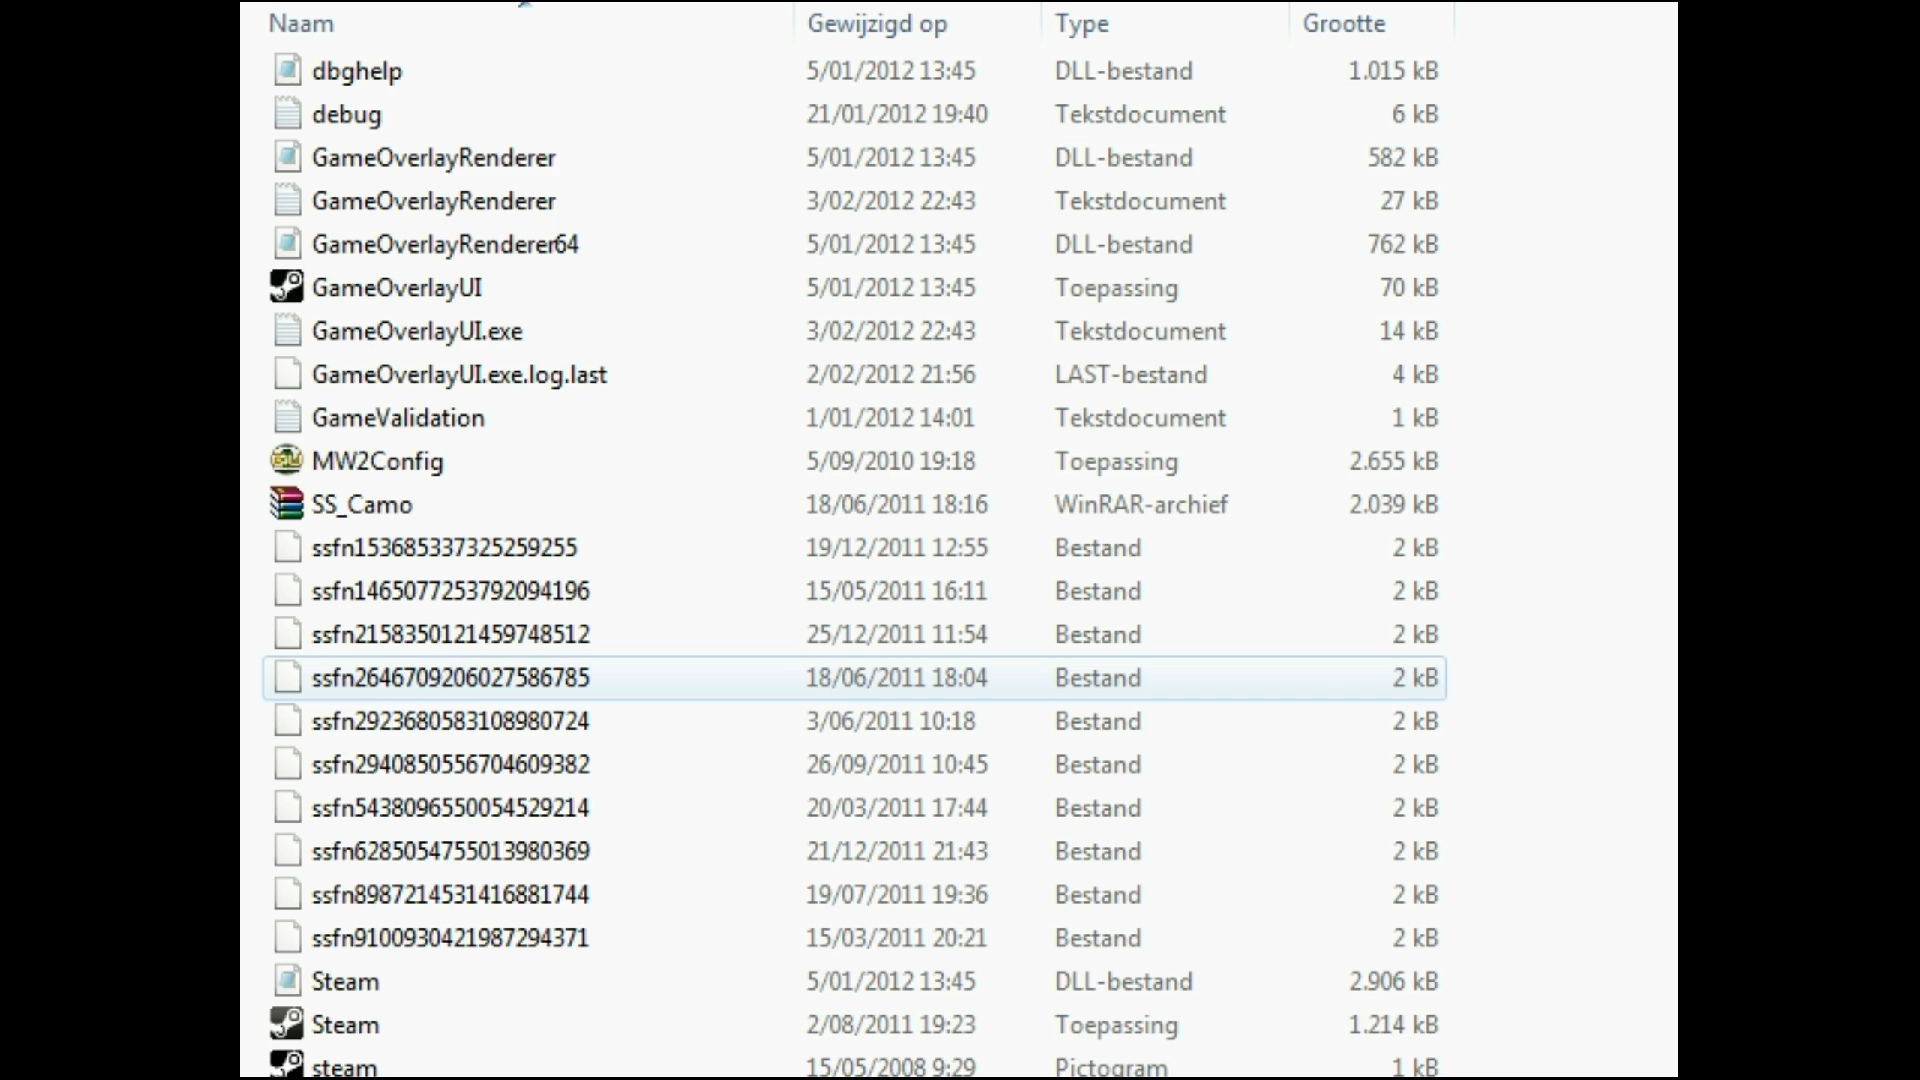 Naam Gewijzigd op Type Grootte
dbghelp 5/01/2012 13:45 DLL-bestand 1.015 kB
debug 21/01/2012 19:40 Tekstdocument 6 kB
GameOverlayRenderer 5/01/2012 13:45 DLL-bestand 582 kB
GameOverlayRenderer 3/02/2012 22:43 Tekstdocument 27 kB
GameOverlayRenderer64 5/01/2012 13:45 DLL-bestand 762 kB
GameOverlayUI 5/01/2012 13:45 Toepassing 70 kB
GameOverlayUI.exe 3/02/2012 22:43 Tekstdocument 14 kB
GameOverlayUI.exe.log.last 2/02/2012 21:56 LAST-bestand 4 kB
GameValidation 1/01/2012 14:01 Tekstdocument 1 kB
MW2Config 5/09/2010 19:18 Toepassing 2.655 kB
SS_Camo 18/06/2011 18:16 WinRAR-archief 2.039 kB
ssfn153685337325259255 19/12/2011 12:55 Bestand 2 kB
ssfn1465077253792094196 15/05/2011 16:11 Bestand 2 kB
ssfn2158350121459748512 25/12/2011 11:54 Bestand 2 kB
ssfn2646709206027586785 18/06/2011 18:04 Bestand 2 kB
ssfn2923680583108980724 3/06/2011 10:18 Bestand 2 kB
ssfn2940850556704609382 26/09/2011 10:45 Bestand 2 kB
ssfn5438096550054529214 20/03/2011 17:44 Bestand 2 kB
ssfn6285054755013980369 21/12/2011 21:43 Bestand 2 kB
ssfn8987214531416881744 19/07/2011 19:36 Bestand 2 kB
ssfn9100930421987294371 15/03/2011 20:21 Bestand 2 kB
Steam 5/01/2012 13:45 DLL-bestand 2.906 kB
Steam 2/08/2011 19:23 Toepassing 1.214 kB
steam 15/05/2008 9:29 Pictogram 1 kB